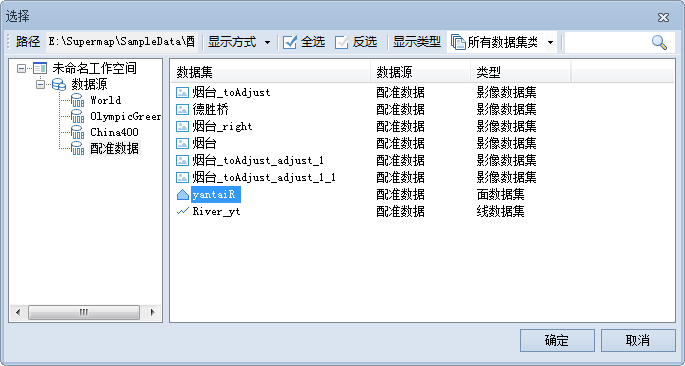 选择
路径 E:\Supermap\SampleData\配 显示方式 全选 反选 显示类型 所有数据集类
未命名工作空间
数据源
World
OlympicGreer
China400
配准数据
数据集 数据源 类型
烟台_toAdjust 配准数据 影像数据集
德胜桥 配准数据 影像数据集
烟台_right 配准数据 影像数据集
烟台 配准数据 影像数据集
烟台_toAdjust_adjust_1 配准数据 影像数据集
烟台_toAdjust_adjust_1_1 配准数据 影像数据集
yantaiR 配准数据 面数据集
River_yt 配准数据 线数据集
确定 取消